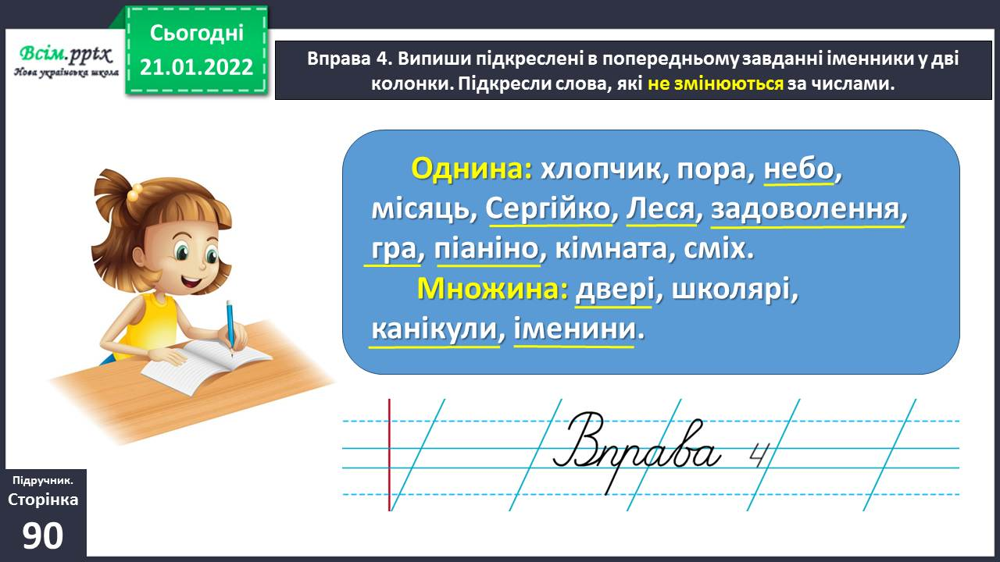 Сьогодні
21.01.2022
Всім.pptx
Нова українська школа
Вправа 4. Випиши підкреслені в попередньому завданні іменники у дві
колонки. Підкресли слова, які не змінюються за числами.
Однина: хлопчик, пора, небо,
місяць, Сергійко, Леся, задоволення,
гра, піаніно, кімната, сміх.
Множина: двері, школярі,
канікули, іменини.
Вправа 4
Підручник.
Сторінка
90